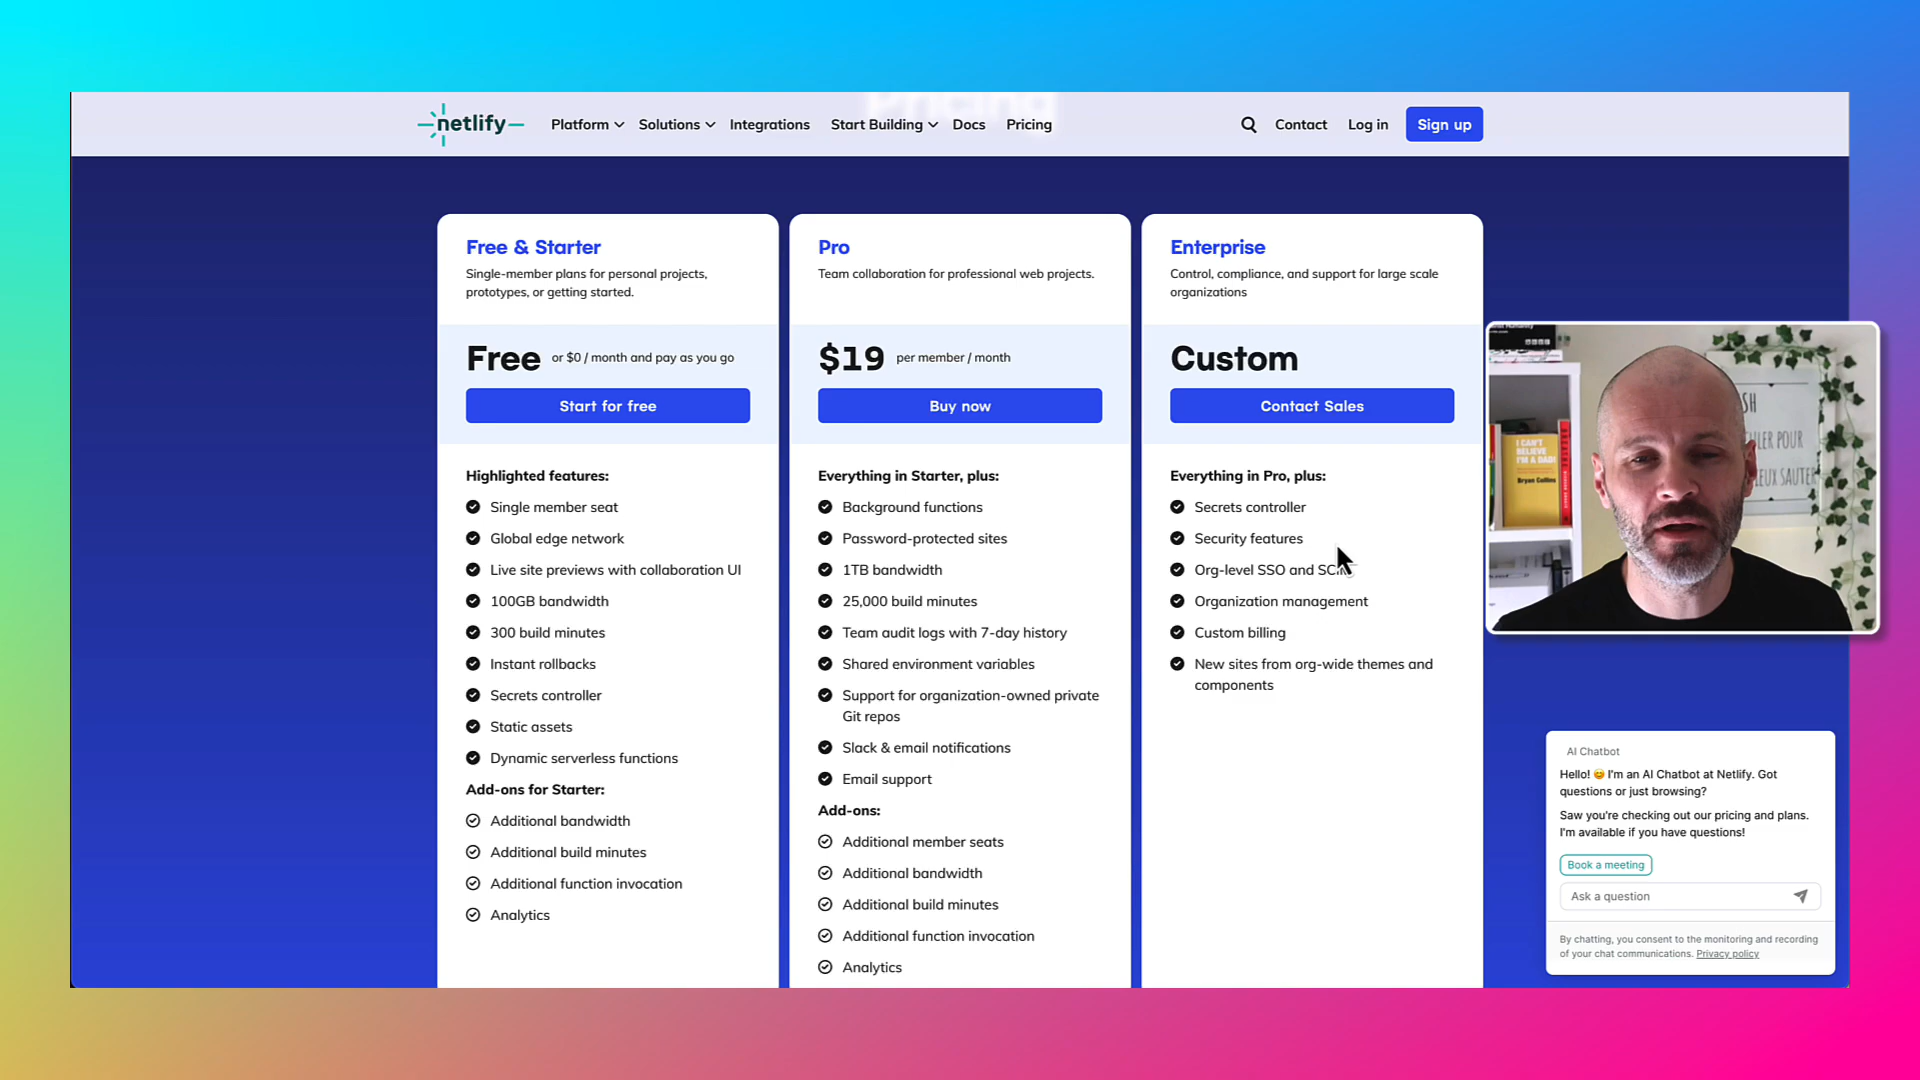 Pricing
netlify
Platform
Solutions
Integrations
Start Building
Docs
Pricing
Contact
Log in
Sign up
Free & Starter
Single-member plans for personal projects,
prototypes, or getting started.
Free or $0 / month and pay as you go
Start for free
Highlighted features:
Single member seat
Global edge network
Live site previews with collaboration UI
100GB bandwidth
300 build minutes
Instant rollbacks
Secrets controller
Static assets
Dynamic serverless functions
Add-ons for Starter:
Additional bandwidth
Additional build minutes
Additional function invocation
Analytics
Pro
Team collaboration for professional web projects.
$19 per member / month
Buy now
Everything in Starter, plus:
Background functions
Password-protected sites
1TB bandwidth
25,000 build minutes
Team audit logs with 7-day history
Shared environment variables
Support for organization-owned private
Git repos
Slack & email notifications
Email support
Add-ons:
Additional member seats
Additional bandwidth
Additional build minutes
Additional function invocation
Analytics
Enterprise
Control, compliance, and support for large scale
organizations
Custom
Contact Sales
Everything in Pro, plus:
Secrets controller
Security features
Org-level SSO and
Organization management
Custom billing
New sites from org-wide themes and
components
I CAN'T
BELIEVE
I'M A DAD!
Bryan Collins
POUR
SAUTER
AI Chatbot
Hello! 😊 I'm an AI Chatbot at Netlify. Got
questions or just browsing?
Saw you're checking out our pricing and plans.
I'm available if you have questions!
Book a meeting
Ask a question
By chatting, you consent to the monitoring and recording
of your chat communications. Privacy policy